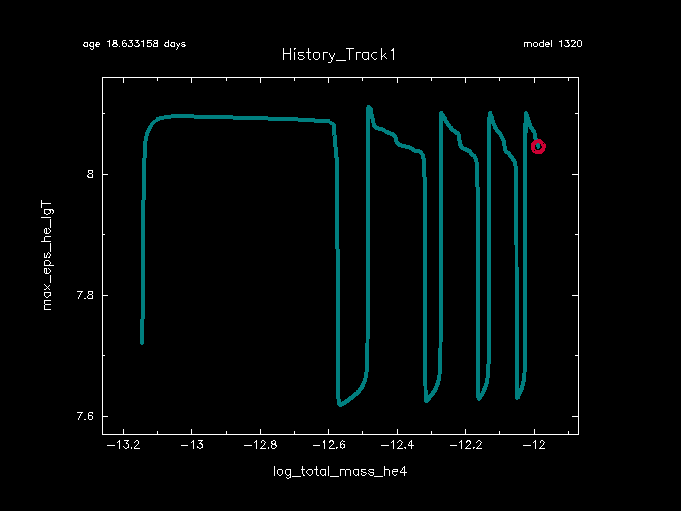 age 18.633158 days
model 1320
History_Track1
max_eps_he_lgT
8
7.8
7.6
−13.2
−13
−12.8
−12.6
−12.4
−12.2
−12
log_total_mass_he4